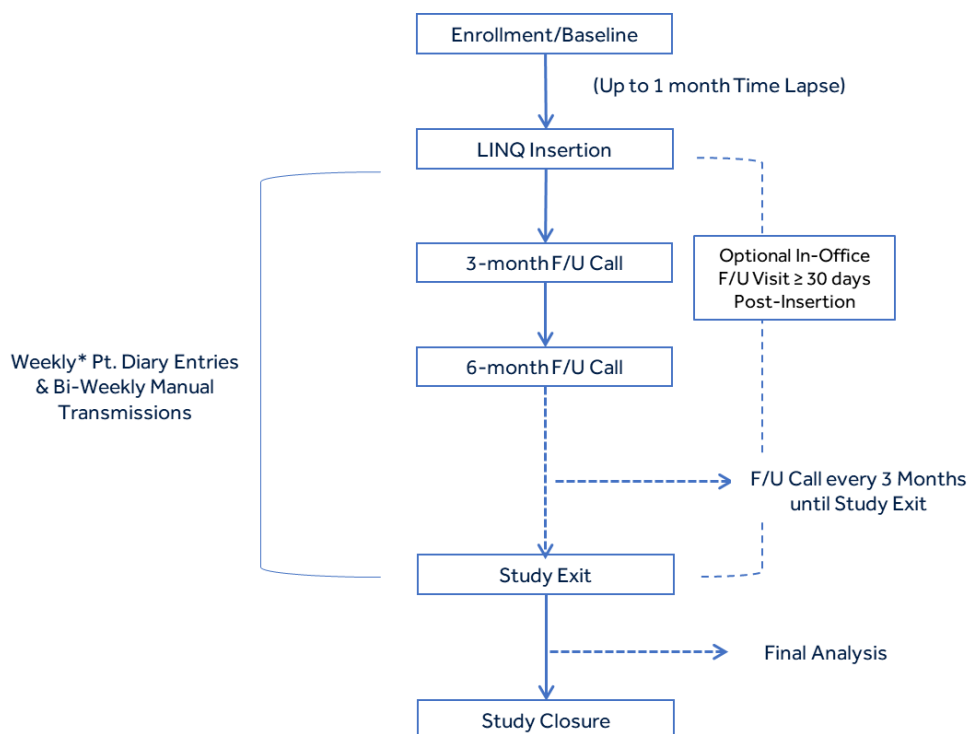 Enrollment/Baseline
(Up to 1 month Time Lapse)
LINQ Insertion
3-month F/U Call
Optional In-Office
F/U Visit ≥ 30 days
Post-Insertion
6-month F/U Call
Weekly* Pt. Diary Entries
& Bi-Weekly Manual
Transmissions
F/U Call every 3 Months
until Study Exit
Study Exit
Final Analysis
Study Closure